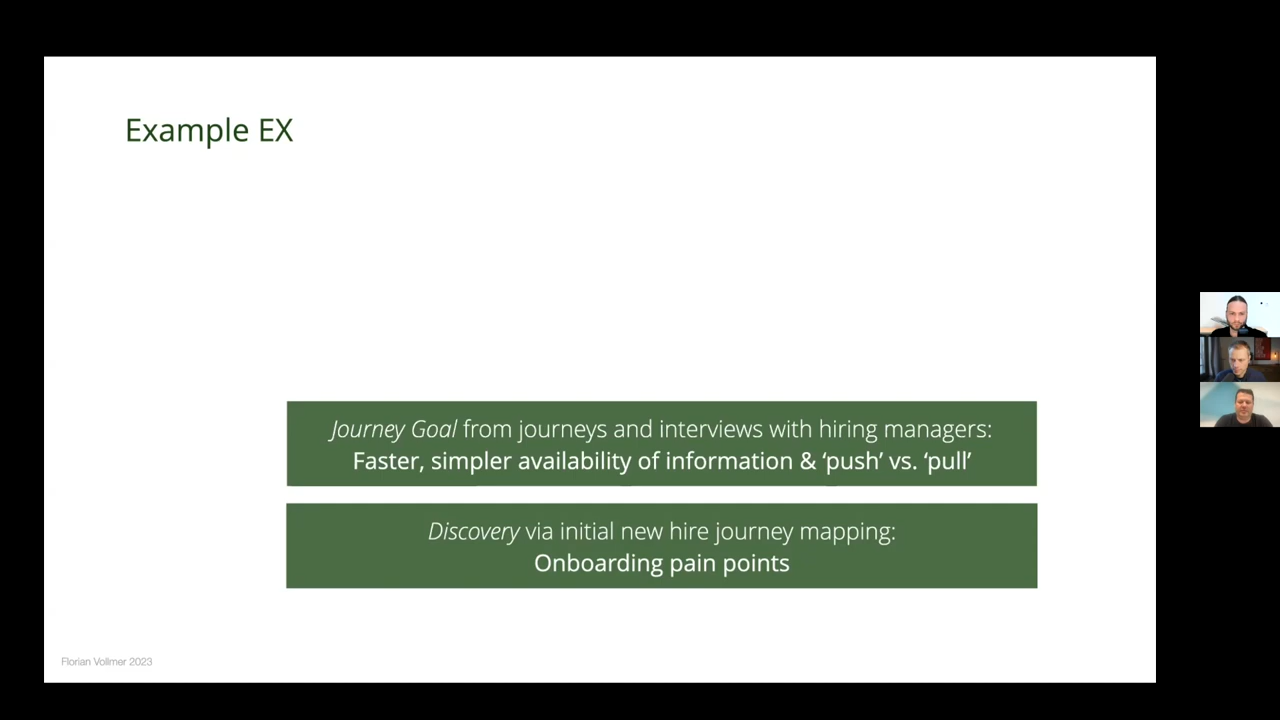 Example EX
Journey Goal from journeys and interviews with hiring managers:
Faster, simpler availability of information & ‘push’ vs. ‘pull’
Discovery via initial new hire journey mapping:
Onboarding pain points
Florian Vollmer 2023